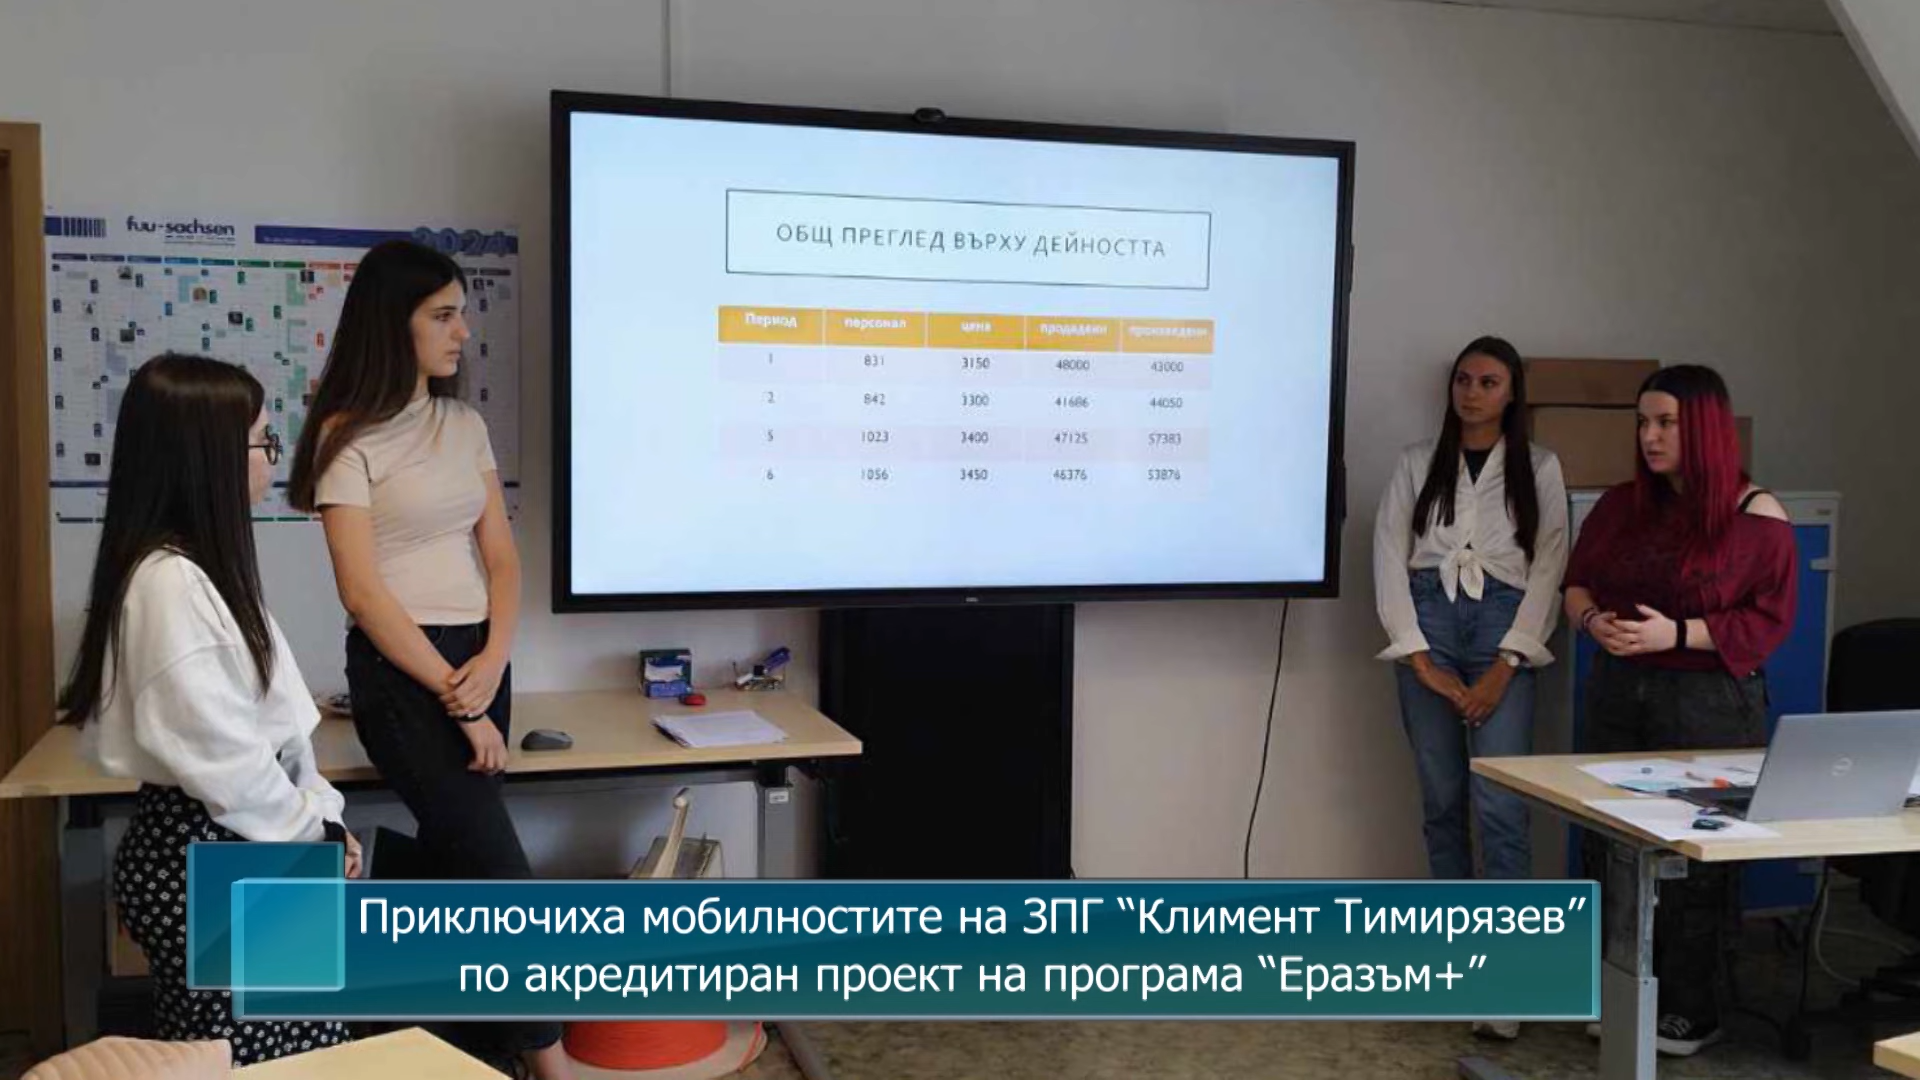 fuu-sachsen
2024
ОБЩ ПРЕГЛЕД ВЪРХУ ДЕЙНОСТТА
Период персонал цена продадени произведени
1 831 3150 48000 43000
2 842 3300 41686 44050
5 1023 3400 47125 57383
6 1056 3450 46376 53876
Приключиха мобилностите на ЗПГ “Климент Тимирязев”
по акредитиран проект на програма “Еразъм+”